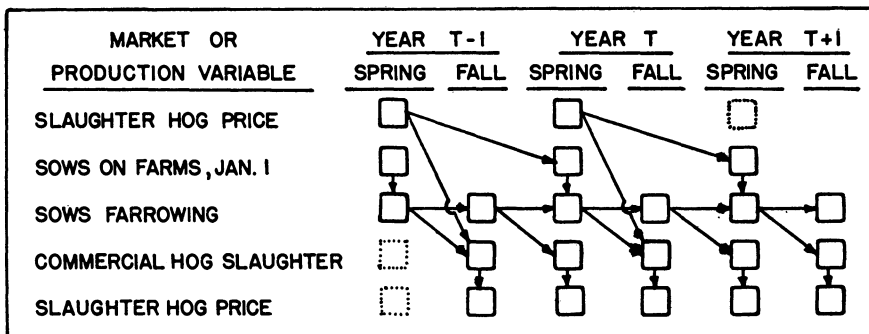 MARKET OR YEAR T-1 YEAR T YEAR T+1
PRODUCTION VARIABLE SPRING FALL SPRING FALL SPRING FALL
SLAUGHTER HOG PRICE
SOWS ON FARMS, JAN. 1
SOWS FARROWING
COMMERCIAL HOG SLAUGHTER
SLAUGHTER HOG PRICE